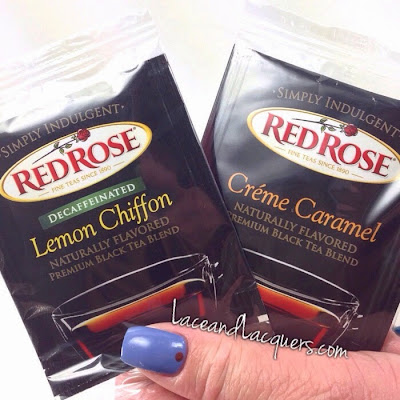 ·SIMPLY INDULGENT·
RED ROSE®
FINE TEAS SINCE 1890
DECAFFEINATED
Lemon Chiffon
NATURALLY FLAVORED
PREMIUM BLACK TEA BLEND
·SIMPLY INDULGENT·
RED ROSE®
FINE TEAS SINCE 1890
Créme Caramel
NATURALLY FLAVORED
PREMIUM BLACK TEA BLEND
LaceandLacquers.com